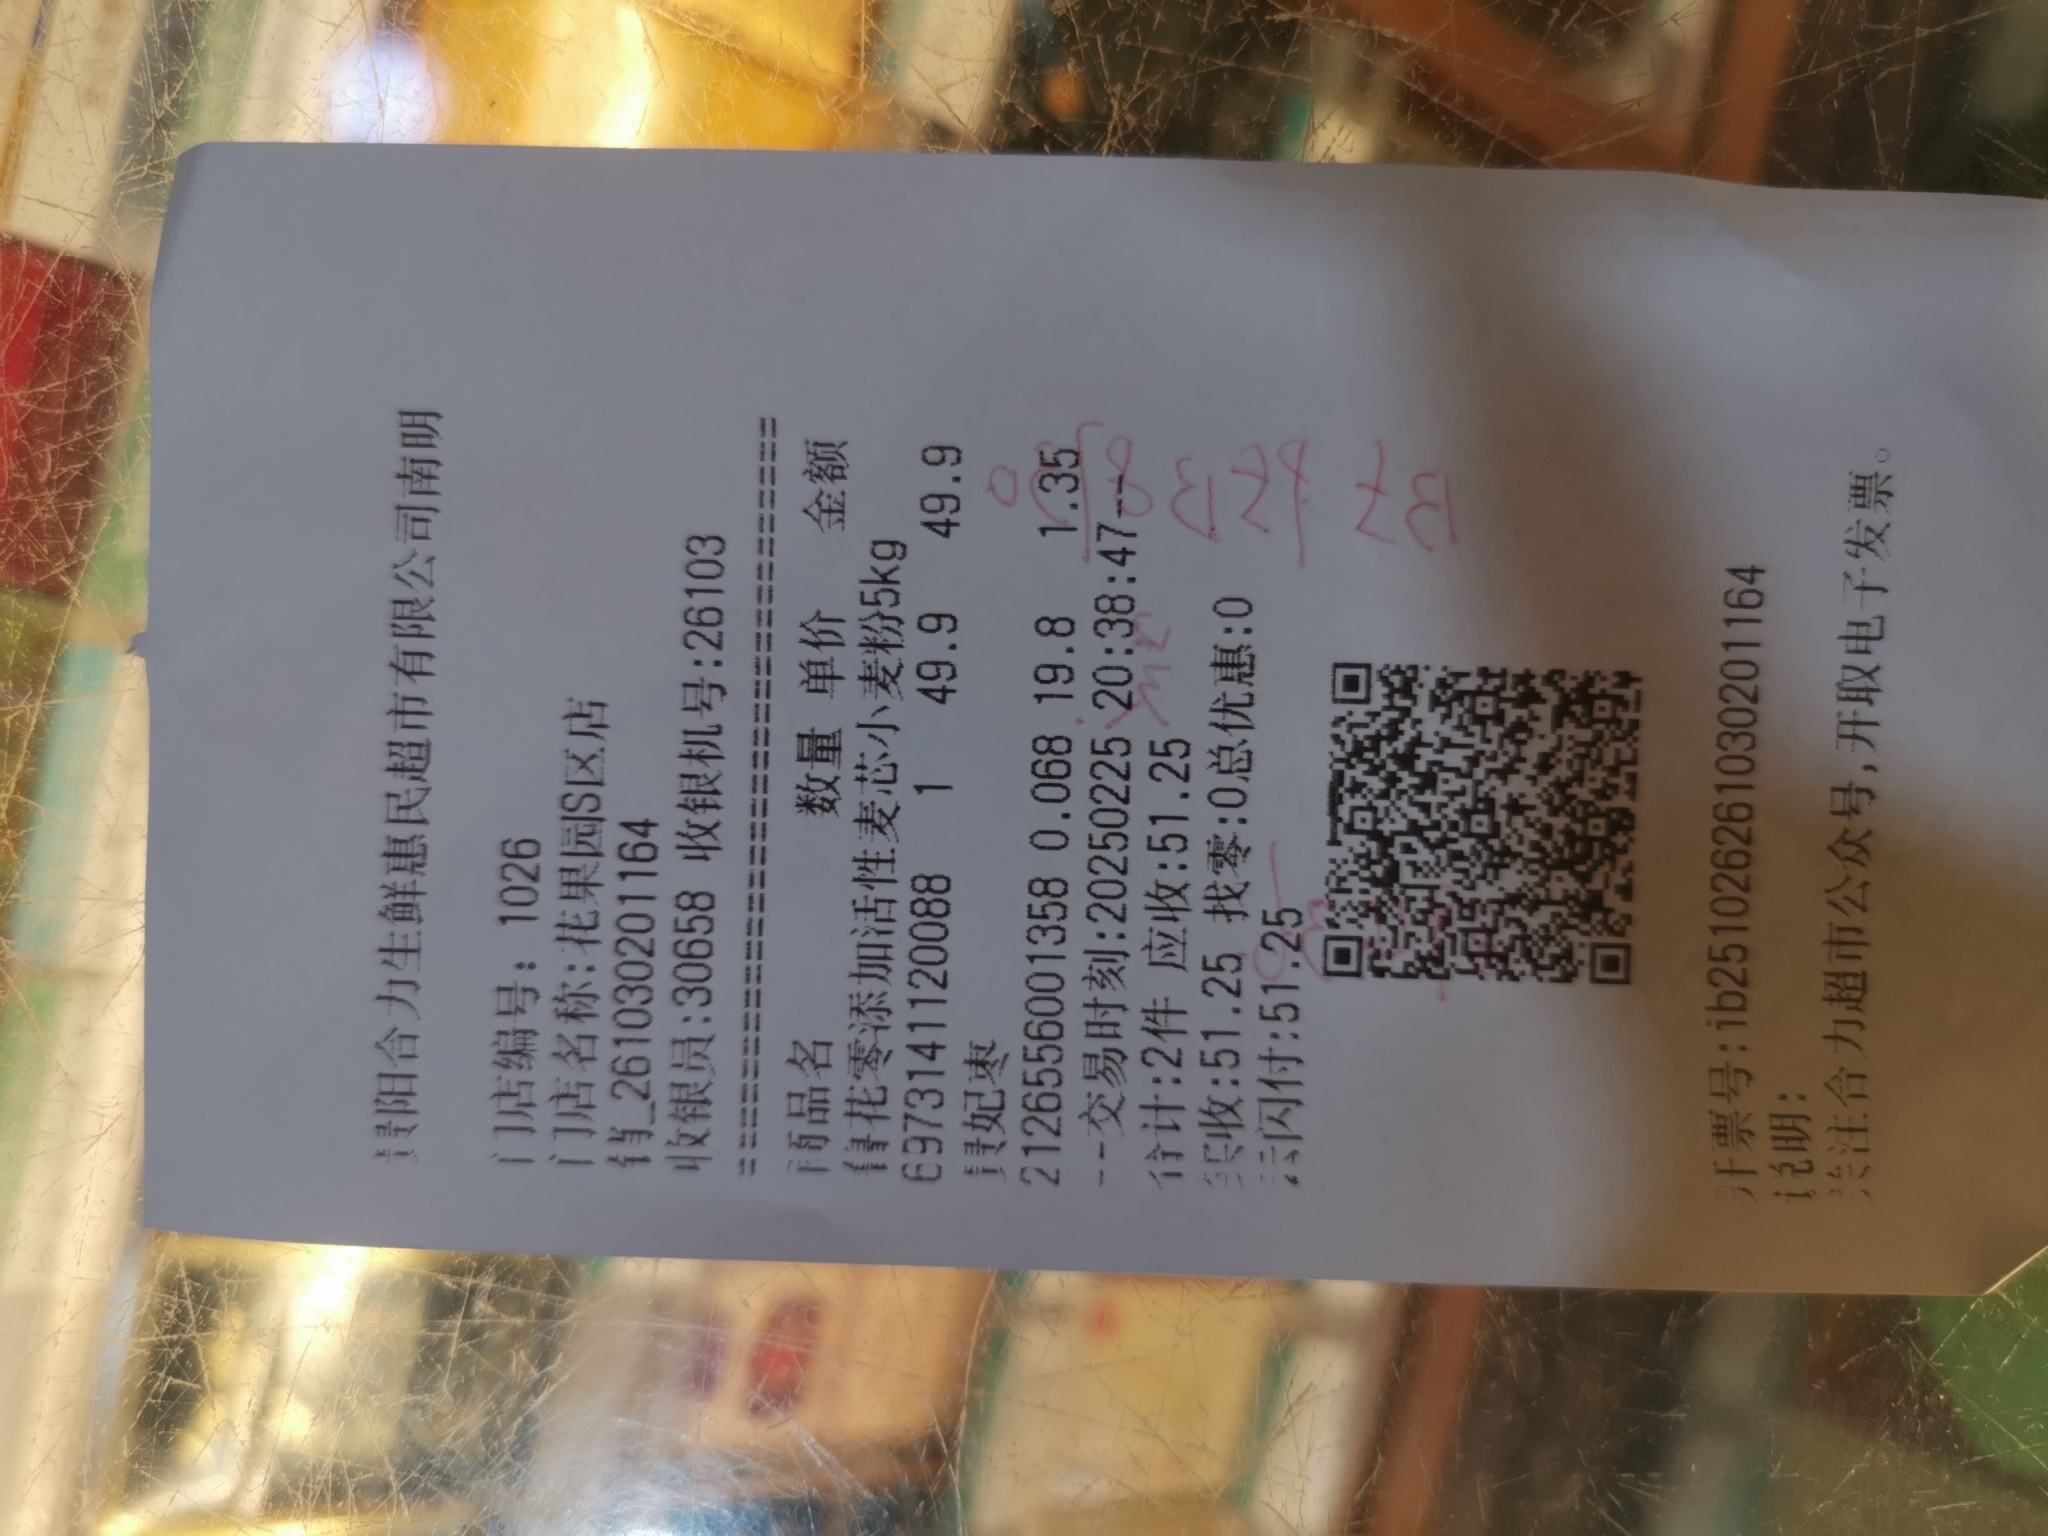 贵阳合力生鲜惠民超市有限公司南明
门店编号: 1026
门店名称:花果园S区店
销_2610302011​64
收银员:30658 收银机号:26103
================================
商品名 数量 单价 金额
鲁花零添加活性麦芯小麦粉5kg
6973141120088 1 49.9 49.9
贵妃枣
2126556001358 0.068 19.8 1.35
--交易时刻:20250225 20:38:47--
合计:2件 应收:51.25
实收:51.25 找零:0总优惠:0
云闪付:51.25
开票号:ib251026261030201164
说明:
关注合力超市公众号,开取电子发票。